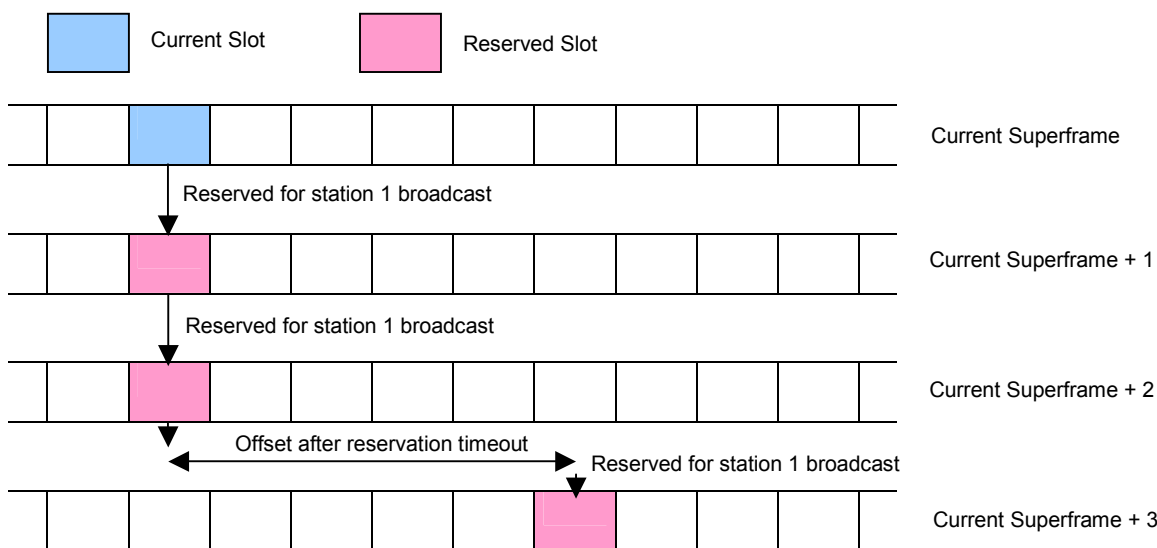 Current Slot
Reserved Slot
Current Superframe
Reserved for station 1 broadcast
Current Superframe + 1
Reserved for station 1 broadcast
Current Superframe + 2
Offset after reservation timeout
Reserved for station 1 broadcast
Current Superframe + 3